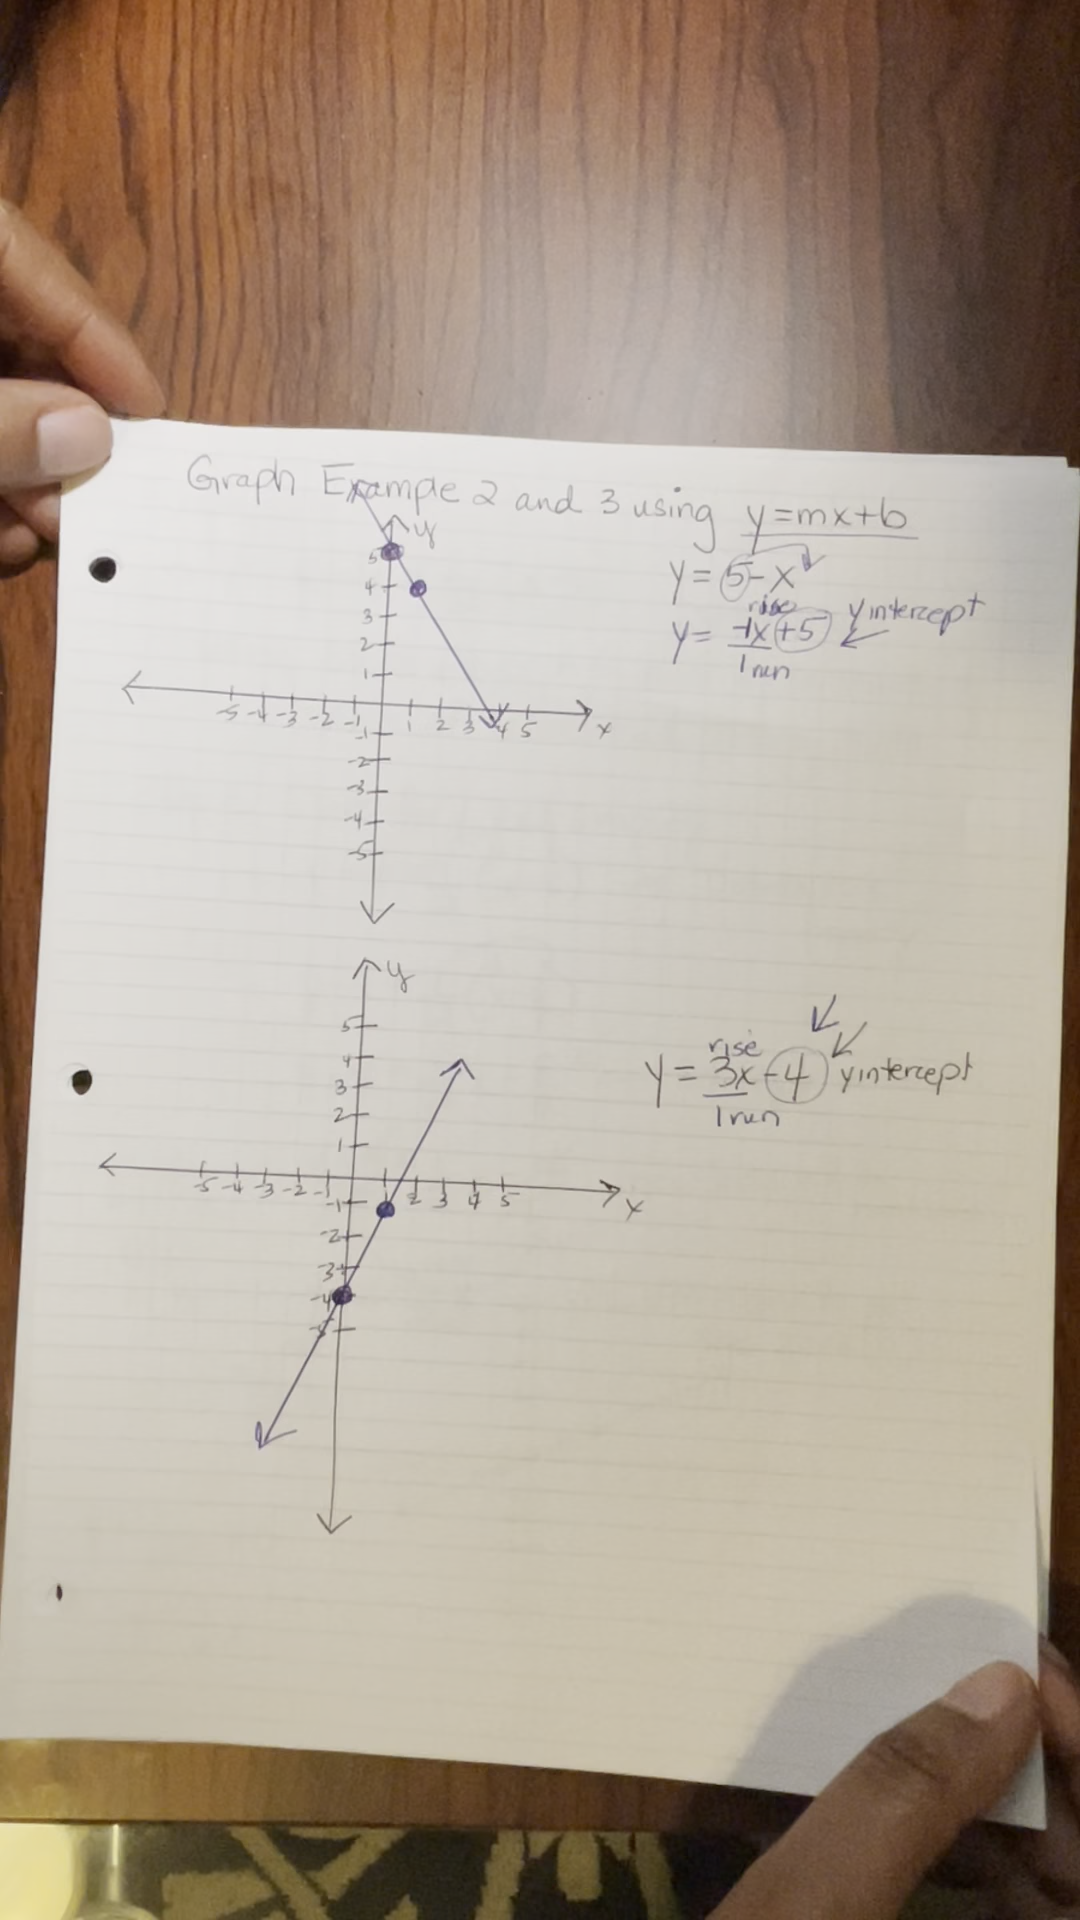 Graph Example 2 and 3 using y=mx+b
y
y = 5-x
rise
y intercept
y = -1x+5
1 run
5
4
3
2
1
-5 -4 -3 -2 -1 1 2 3 4 5 x
-1
-2
-3
-4
-5
y
5
4
3
2
1
rise
y = 3x-4 y intercept
1 run
-5 -4 -3 -2 -1 2 3 4 5 x
-1
-2
3
-4
-5